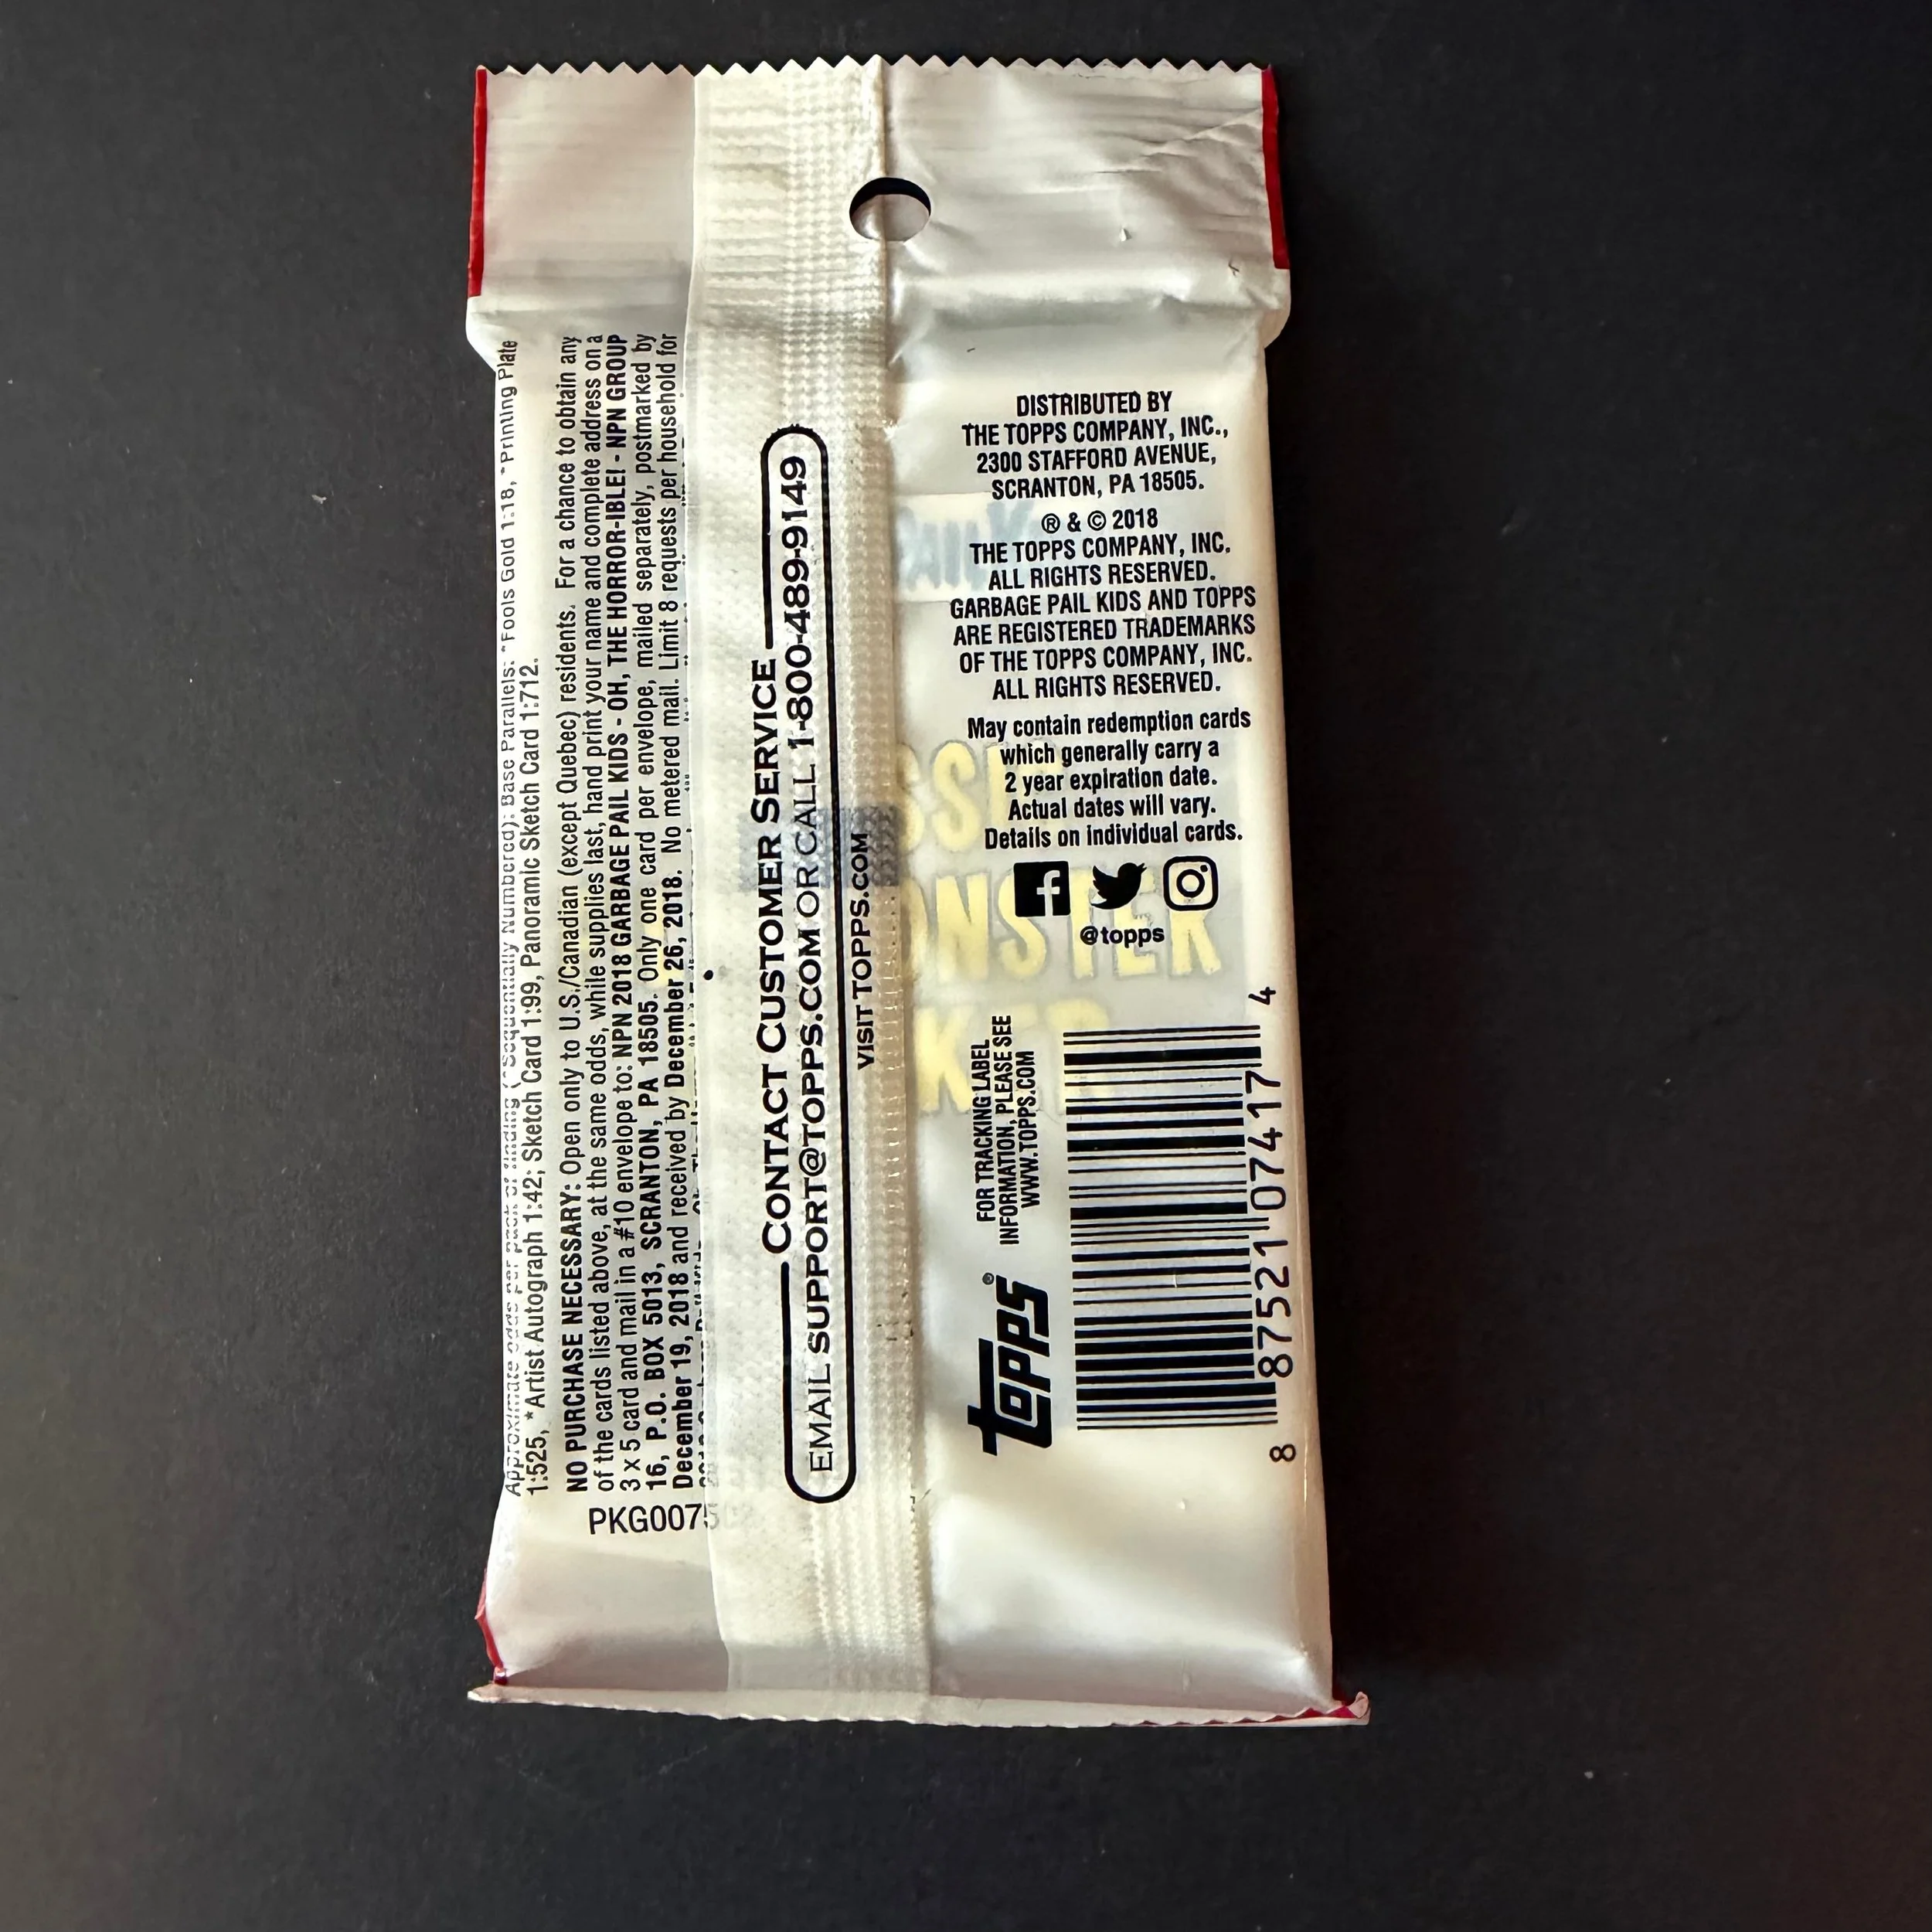 Approximate odds per pack of finding (*Sequentially Numbered): Base Parallels: *Fools Gold 1:18, *Printing Plate
1:525, *Artist Autograph 1:42; Sketch Card 1:99, Panoramic Sketch Card 1:712.
NO PURCHASE NECESSARY: Open only to U.S./Canadian (except Quebec) residents. For a chance to obtain any
of the cards listed above, at the same odds, while supplies last, hand print your name and complete address on a
3 x 5 card and mail in a #10 envelope to: NPN 2018 GARBAGE PAIL KIDS - OH, THE HORROR-IBLE! - NPN GROUP
16, P.O. BOX 5013, SCRANTON, PA 18505. Only one card per envelope, mailed separately, postmarked by
December 19, 2018 and received by December 26, 2018. No metered mail. Limit 8 requests per household for
PKG0075
CONTACT CUSTOMER SERVICE
EMAIL SUPPORT@TOPPS.COM OR CALL 1-800-489-9149
VISIT TOPPS.COM
DISTRIBUTED BY
THE TOPPS COMPANY, INC.,
2300 STAFFORD AVENUE,
SCRANTON, PA 18505.
® & © 2018
THE TOPPS COMPANY, INC.
ALL RIGHTS RESERVED.
GARBAGE PAIL KIDS AND TOPPS
ARE REGISTERED TRADEMARKS
OF THE TOPPS COMPANY, INC.
ALL RIGHTS RESERVED.
May contain redemption cards
which generally carry a
2 year expiration date.
Actual dates will vary.
Details on individual cards.
@topps
FOR TRACKING LABEL
INFORMATION, PLEASE SEE
WWW.TOPPS.COM
topps®
8 87521 07417 4